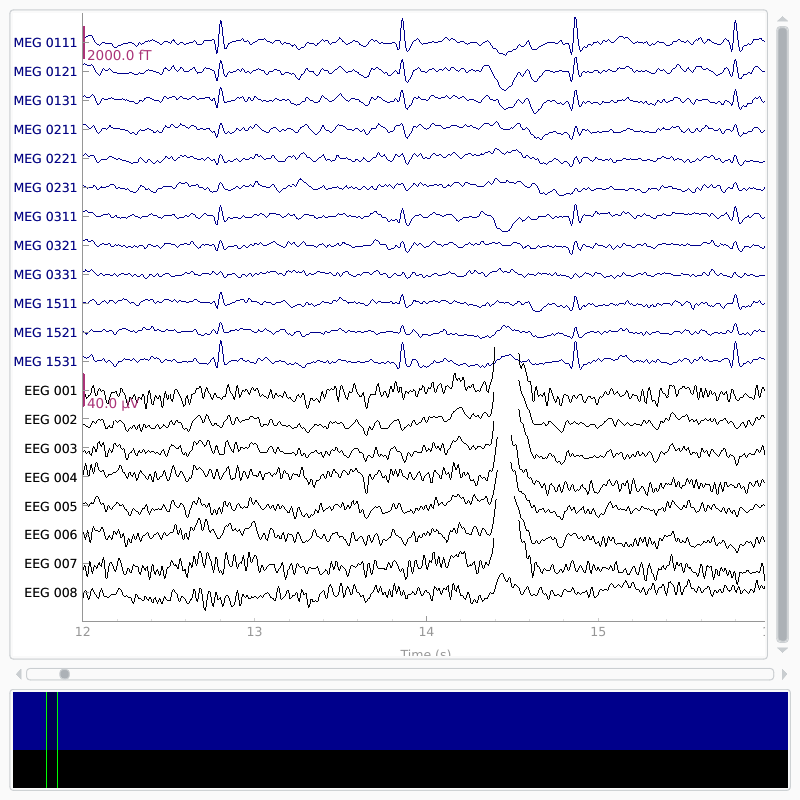 MEG 0111
2000.0 fT
MEG 0121
MEG 0131
MEG 0211
MEG 0221
MEG 0231
MEG 0311
MEG 0321
MEG 0331
MEG 1511
MEG 1521
MEG 1531
EEG 001
40.0 µV
EEG 002
EEG 003
EEG 004
EEG 005
EEG 006
EEG 007
EEG 008
12 13 14 15
Time (s)